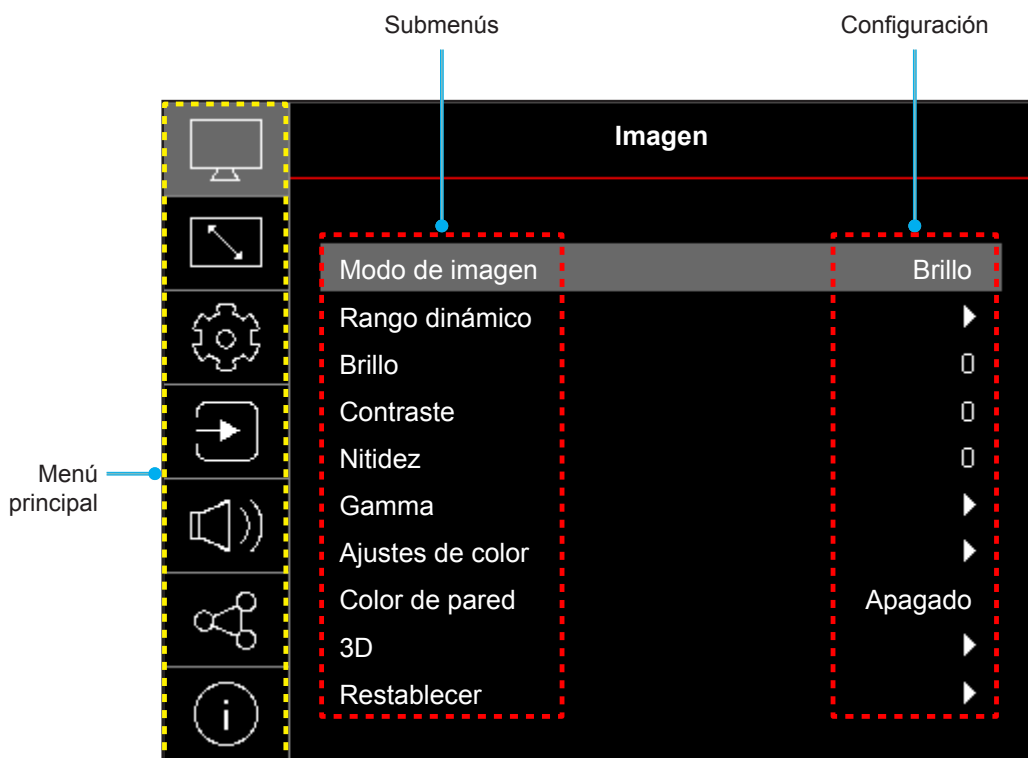 Submenús
Configuración
Imagen
Menú
principal
Modo de imagen Brillo
Rango dinámico
Brillo 0
Contraste 0
Nitidez 0
Gamma
Ajustes de color
Color de pared Apagado
3D
Restablecer
i